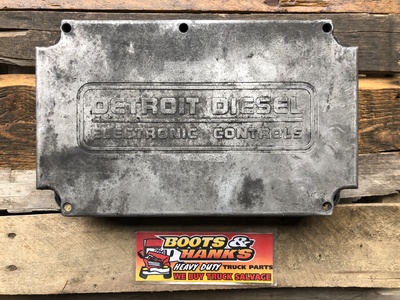 DETROIT DIESEL
ELECTRONIC CONTROLS
BOOTS &
HANKS
HEAVY DUTY TRUCK PARTS
WE BUY TRUCK SALVAGE